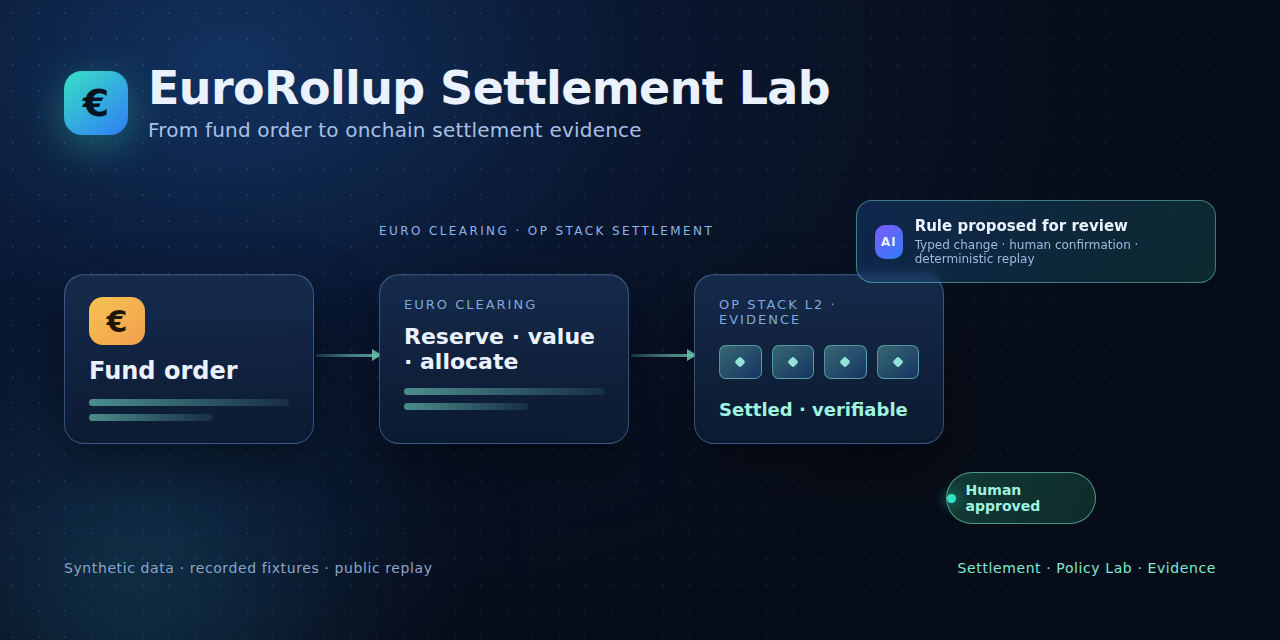 €
EuroRollup Settlement Lab
From fund order to onchain settlement evidence
EURO CLEARING · OP STACK SETTLEMENT
AI
Rule proposed for review
Typed change · human confirmation ·
deterministic replay
€
Fund order
EURO CLEARING
Reserve · value
· allocate
OP STACK L2 ·
EVIDENCE
Settled · verifiable
Human
approved
Synthetic data · recorded fixtures · public replay
Settlement · Policy Lab · Evidence